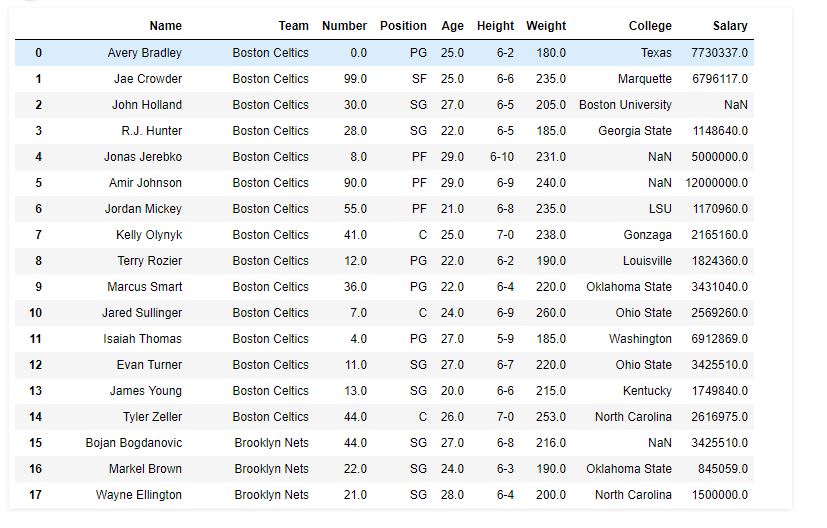 Name Team Number Position Age Height Weight College Salary
0 Avery Bradley Boston Celtics 0.0 PG 25.0 6-2 180.0 Texas 7730337.0
1 Jae Crowder Boston Celtics 99.0 SF 25.0 6-6 235.0 Marquette 6796117.0
2 John Holland Boston Celtics 30.0 SG 27.0 6-5 205.0 Boston University NaN
3 R.J. Hunter Boston Celtics 28.0 SG 22.0 6-5 185.0 Georgia State 1148640.0
4 Jonas Jerebko Boston Celtics 8.0 PF 29.0 6-10 231.0 NaN 5000000.0
5 Amir Johnson Boston Celtics 90.0 PF 29.0 6-9 240.0 NaN 12000000.0
6 Jordan Mickey Boston Celtics 55.0 PF 21.0 6-8 235.0 LSU 1170960.0
7 Kelly Olynyk Boston Celtics 41.0 C 25.0 7-0 238.0 Gonzaga 2165160.0
8 Terry Rozier Boston Celtics 12.0 PG 22.0 6-2 190.0 Louisville 1824360.0
9 Marcus Smart Boston Celtics 36.0 PG 22.0 6-4 220.0 Oklahoma State 3431040.0
10 Jared Sullinger Boston Celtics 7.0 C 24.0 6-9 260.0 Ohio State 2569260.0
11 Isaiah Thomas Boston Celtics 4.0 PG 27.0 5-9 185.0 Washington 6912869.0
12 Evan Turner Boston Celtics 11.0 SG 27.0 6-7 220.0 Ohio State 3425510.0
13 James Young Boston Celtics 13.0 SG 20.0 6-6 215.0 Kentucky 1749840.0
14 Tyler Zeller Boston Celtics 44.0 C 26.0 7-0 253.0 North Carolina 2616975.0
15 Bojan Bogdanovic Brooklyn Nets 44.0 SG 27.0 6-8 216.0 NaN 3425510.0
16 Markel Brown Brooklyn Nets 22.0 SG 24.0 6-3 190.0 Oklahoma State 845059.0
17 Wayne Ellington Brooklyn Nets 21.0 SG 28.0 6-4 200.0 North Carolina 1500000.0